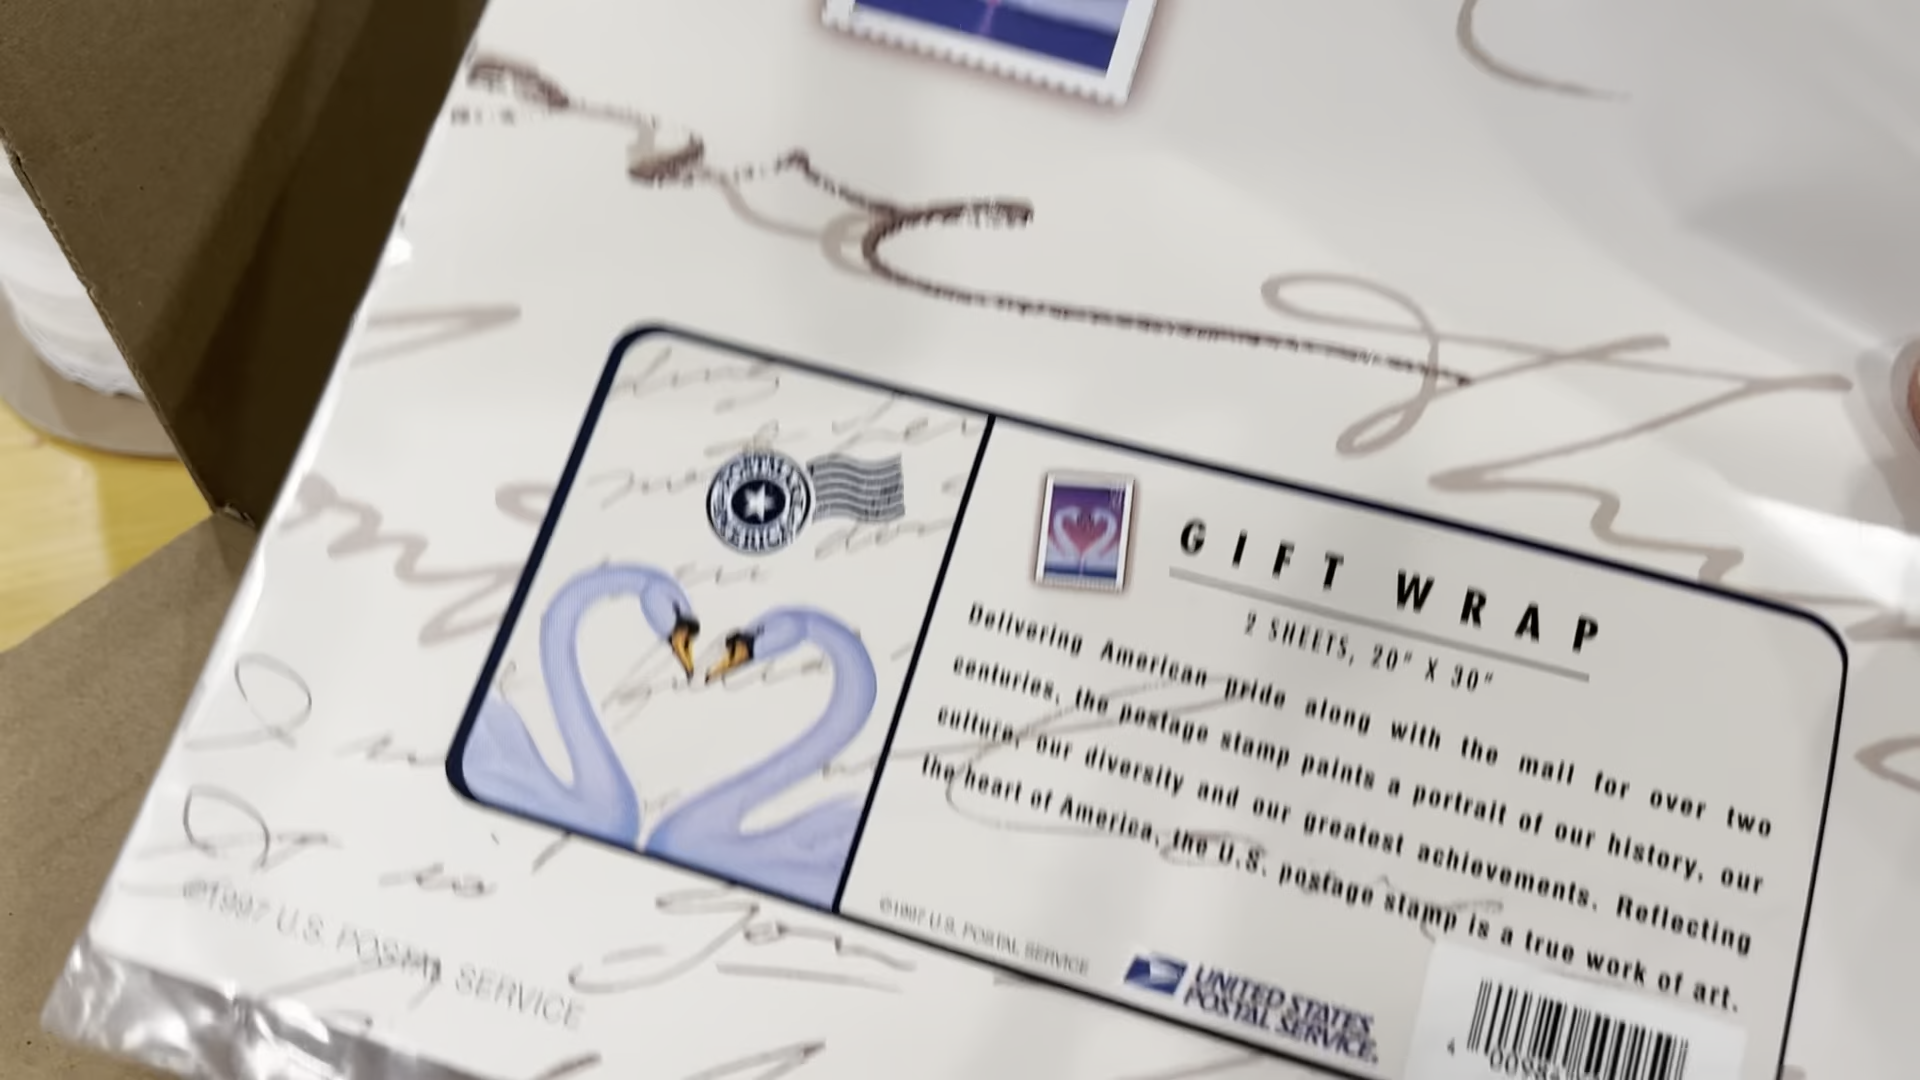 GIFT WRAP
2 SHEETS, 20" X 30"
Delivering American pride along with the mail for over two
centuries, the postage stamp paints a portrait of our history, our
culture, our diversity and our greatest achievements. Reflecting
the heart of America, the U.S. postage stamp is a true work of art.
©1997 U.S. POSTAL SERVICE
UNITED STATES
POSTAL SERVICE.
©1997 U.S. POSTAL SERVICE